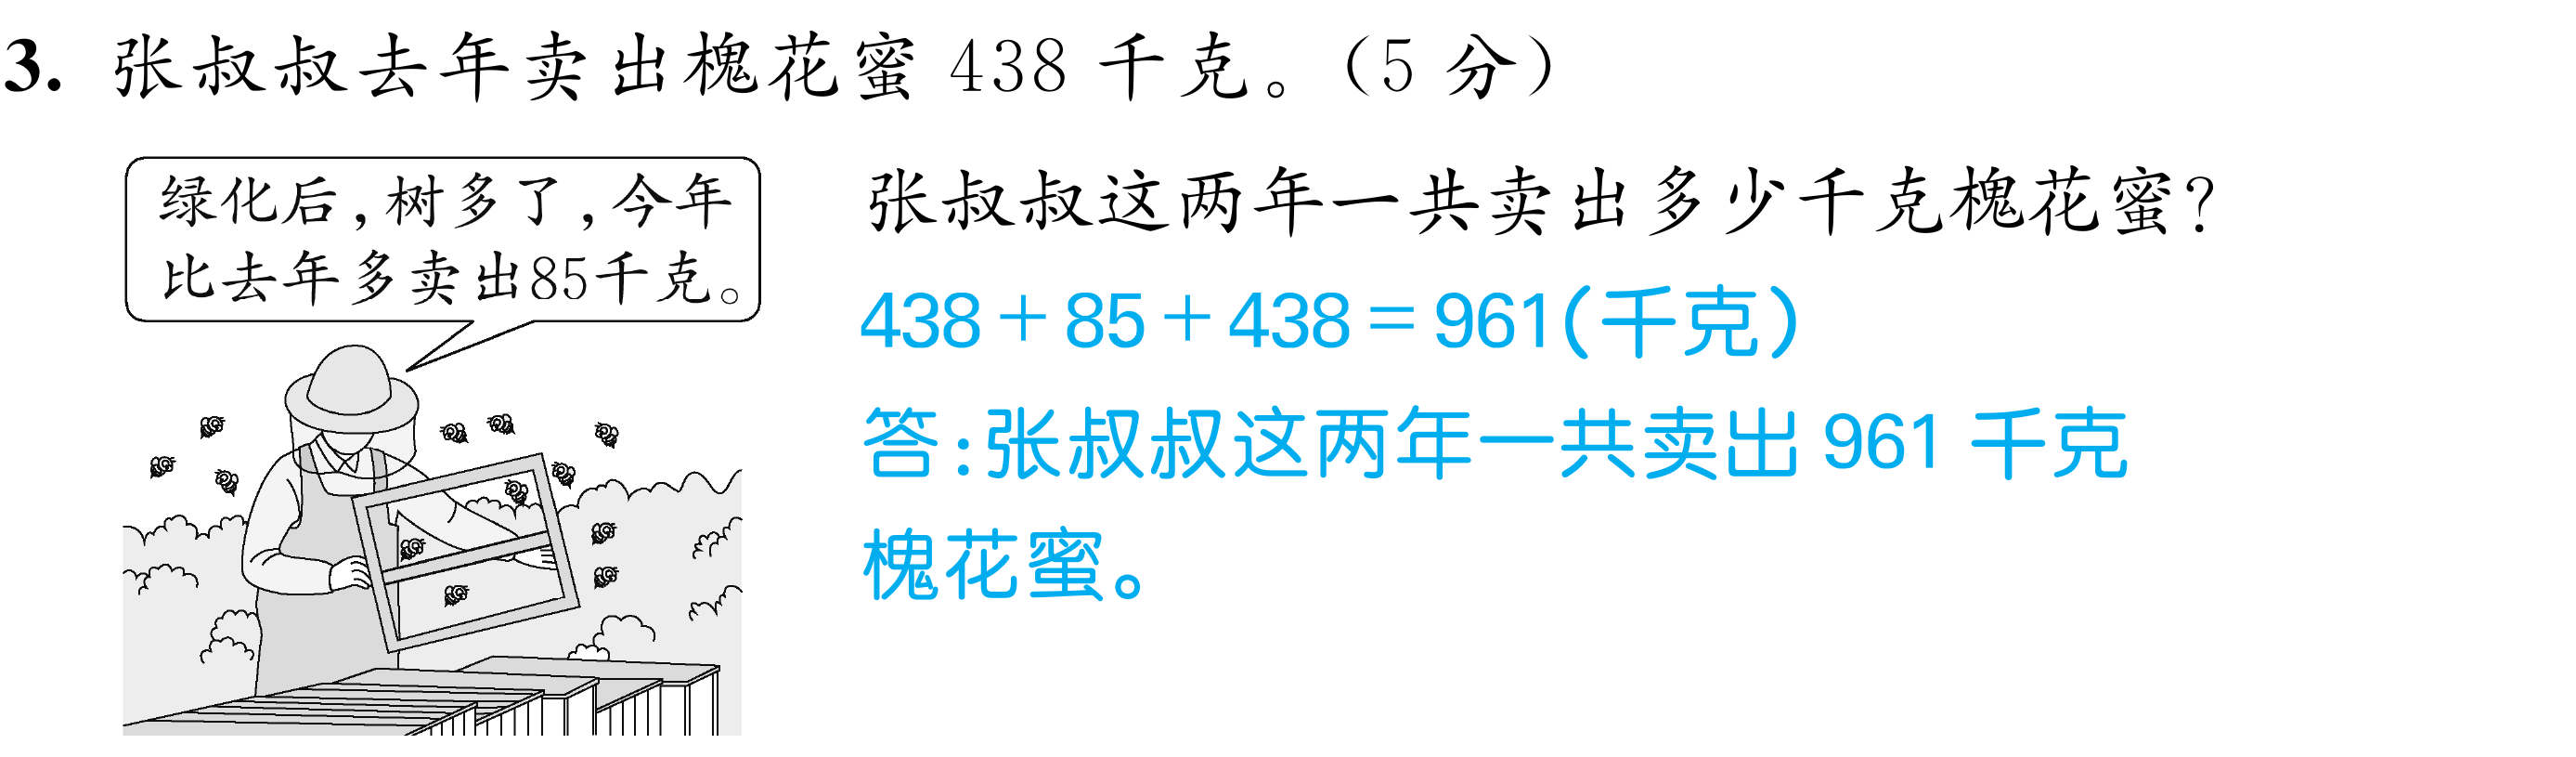 3. 张叔叔去年卖出槐花蜜 438 千克。(5 分)
绿化后,树多了,今年
比去年多卖出85千克。
张叔叔这两年一共卖出多少千克槐花蜜?
438 + 85 + 438 = 961(千克)
答:张叔叔这两年一共卖出 961 千克
槐花蜜。